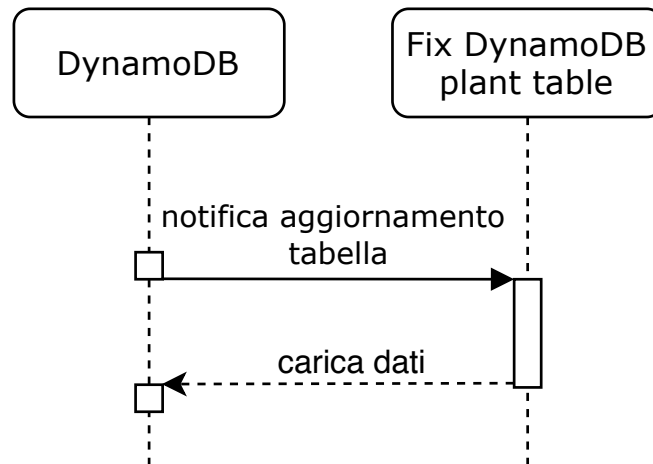 DynamoDB
Fix DynamoDB
plant table
notifica aggiornamento
tabella
carica dati